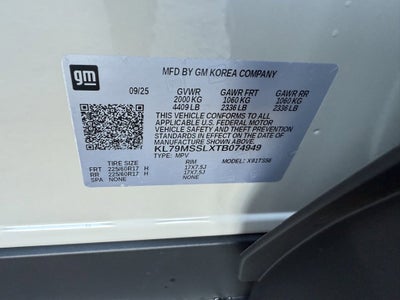 gm
MFD BY GM KOREA COMPANY
09/25 GVWR GAWR FRT GAWR RR
2000 KG 1060 KG 1060 KG
4409 LB 2336 LB 2336 LB
THIS VEHICLE CONFORMS TO ALL
APPLICABLE U.S. FEDERAL MOTOR
VEHICLE SAFETY AND THEFT PREVENTION
STANDARDS IN EFFECT ON THE DATE OF
MANUFACTURE SHOWN ABOVE
KL79MSSLXTB074949
TYPE: MPV MODEL:
TIRE SIZE RIM
FRT 225/60R17 H 17X7.5J
RR 225/60R17 H 17X7.5J
SPA NONE NONE